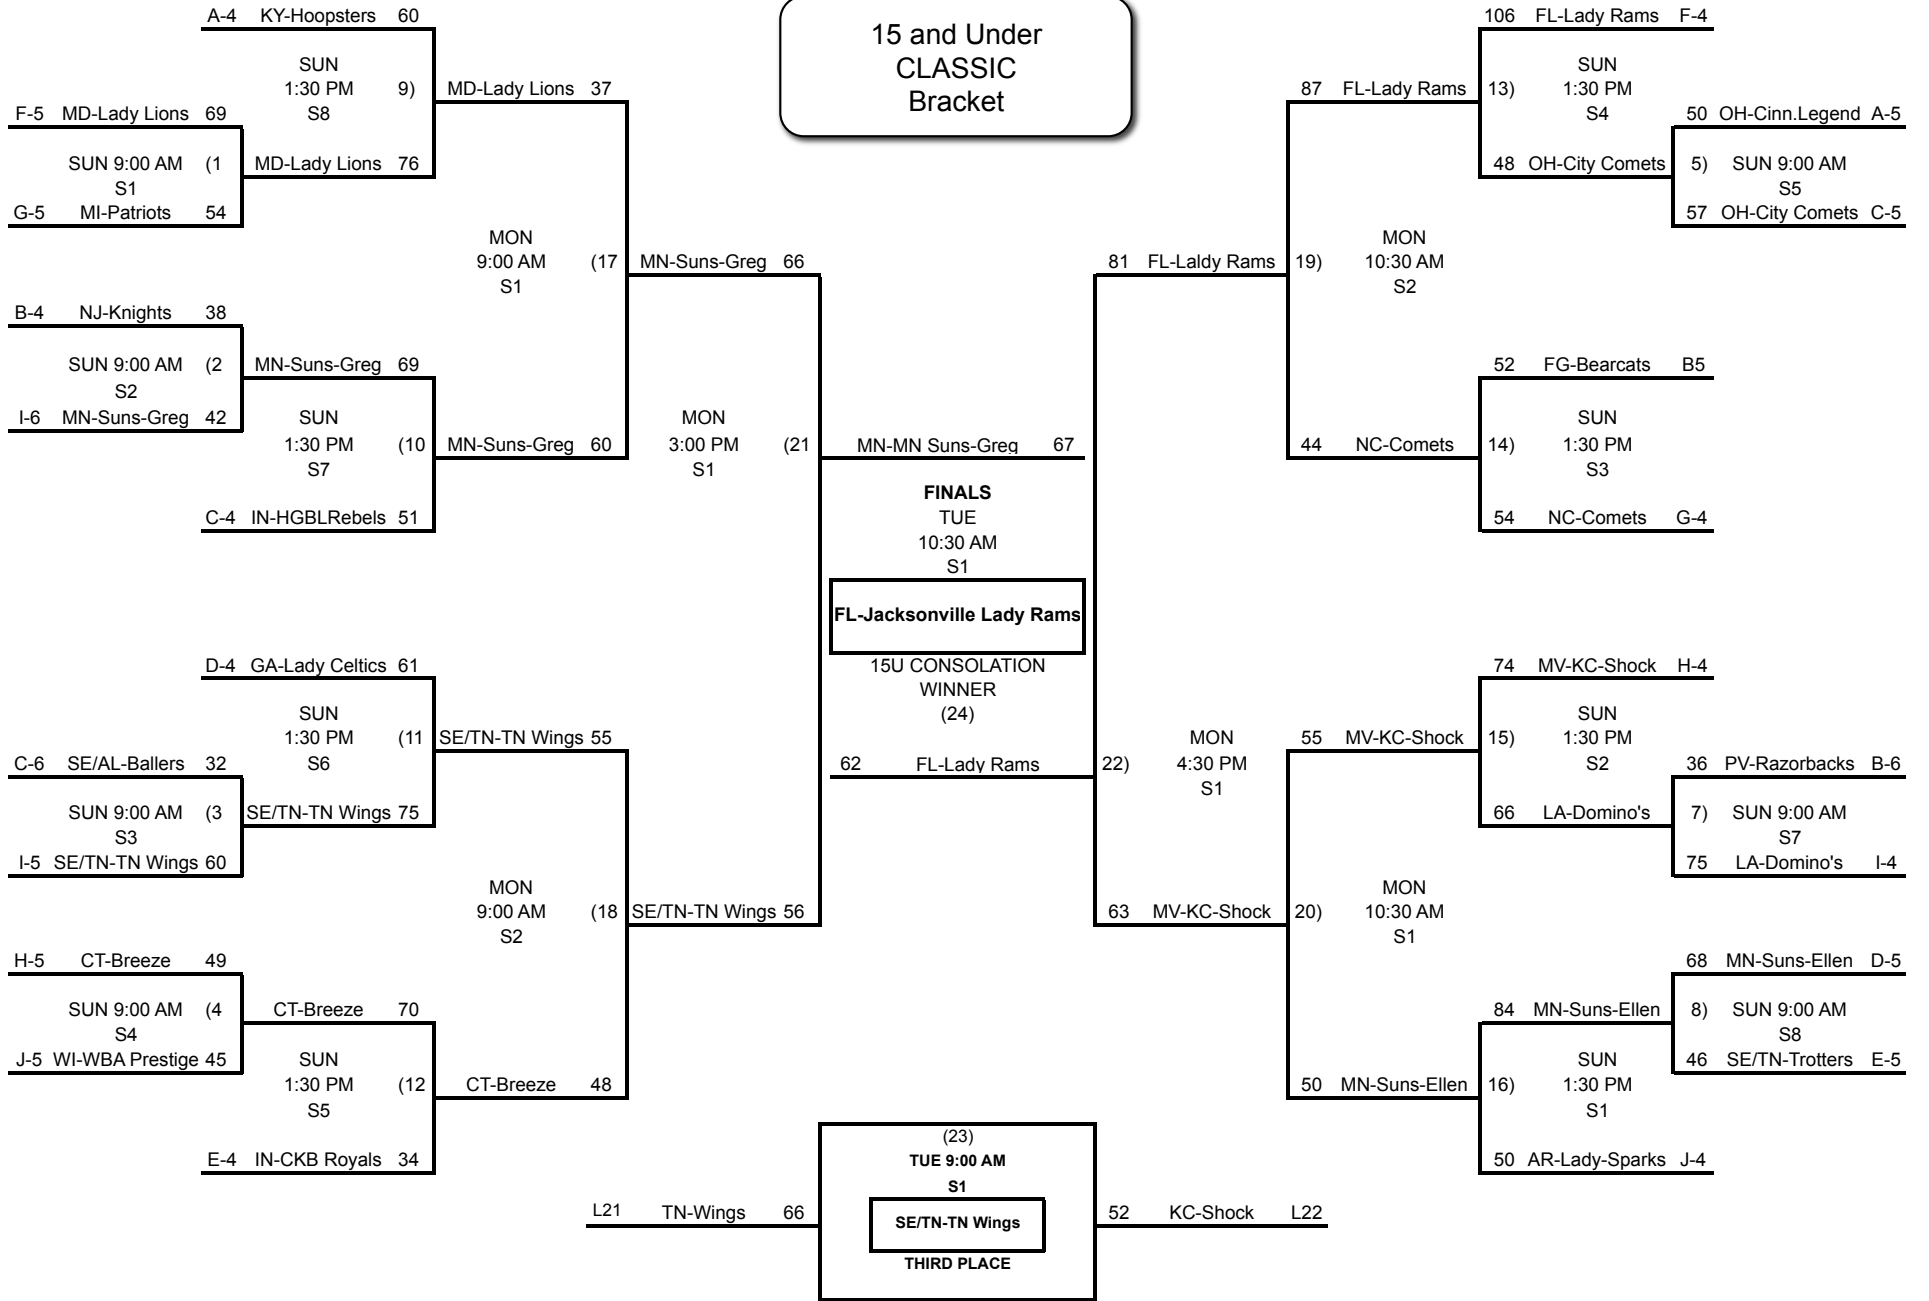 15 and Under
CLASSIC
Bracket
A-4 KY-Hoopsters 60
SUN
1:30 PM 9)
S8
MD-Lady Lions 37
F-5 MD-Lady Lions 69
SUN 9:00 AM (1
S1
MD-Lady Lions 76
G-5 MI-Patriots 54
MON
9:00 AM (17
S1
MN-Suns-Greg 66
B-4 NJ-Knights 38
SUN 9:00 AM (2
S2
MN-Suns-Greg 69
I-6 MN-Suns-Greg 42
SUN
1:30 PM (10
S7
MN-Suns-Greg 60
C-4 IN-HGBLRebels 51
MON
3:00 PM (21
S1
MN-MN Suns-Greg 67
D-4 GA-Lady Celtics 61
SUN
1:30 PM (11
S6
SE/TN-TN Wings 55
C-6 SE/AL-Ballers 32
SUN 9:00 AM (3
S3
SE/TN-TN Wings 75
I-5 SE/TN-TN Wings 60
MON
9:00 AM (18
S2
SE/TN-TN Wings 56
H-5 CT-Breeze 49
SUN 9:00 AM (4
S4
CT-Breeze 70
J-5 WI-WBA Prestige 45
SUN
1:30 PM (12
S5
CT-Breeze 48
E-4 IN-CKB Royals 34
FINALS
TUE
10:30 AM
S1
FL-Jacksonville Lady Rams
15U CONSOLATION
WINNER
(24)
62 FL-Lady Rams
106 FL-Lady Rams F-4
SUN
13) 1:30 PM
S4
87 FL-Lady Rams
50 OH-Cinn.Legend A-5
5) SUN 9:00 AM
S5
48 OH-City Comets
57 OH-City Comets C-5
MON
19) 10:30 AM
S2
81 FL-Laldy Rams
52 FG-Bearcats B5
SUN
14) 1:30 PM
S3
44 NC-Comets
54 NC-Comets G-4
MON
22) 4:30 PM
S1
74 MV-KC-Shock H-4
SUN
15) 1:30 PM
S2
55 MV-KC-Shock
36 PV-Razorbacks B-6
7) SUN 9:00 AM
S7
66 LA-Domino's
75 LA-Domino's I-4
MON
20) 10:30 AM
S1
63 MV-KC-Shock
68 MN-Suns-Ellen D-5
8) SUN 9:00 AM
S8
84 MN-Suns-Ellen
46 SE/TN-Trotters E-5
SUN
16) 1:30 PM
S1
50 MN-Suns-Ellen
50 AR-Lady-Sparks J-4
(23)
TUE 9:00 AM
S1
L21 TN-Wings 66
SE/TN-TN Wings
52 KC-Shock L22
THIRD PLACE